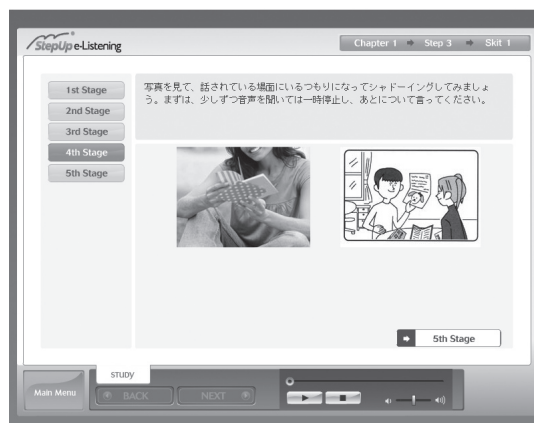 StepUp e-Listening
Chapter 1 Step 3 Skit 1
1st Stage
2nd Stage
3rd Stage
4th Stage
5th Stage
写真を見て、話されている場面にいるつもりになってシャドーイングしてみましょ
う。まずは、少しずつ音声を聞いては一時停止し、あとについて言ってください。
5th Stage
STUDY
Main Menu
BACK
NEXT